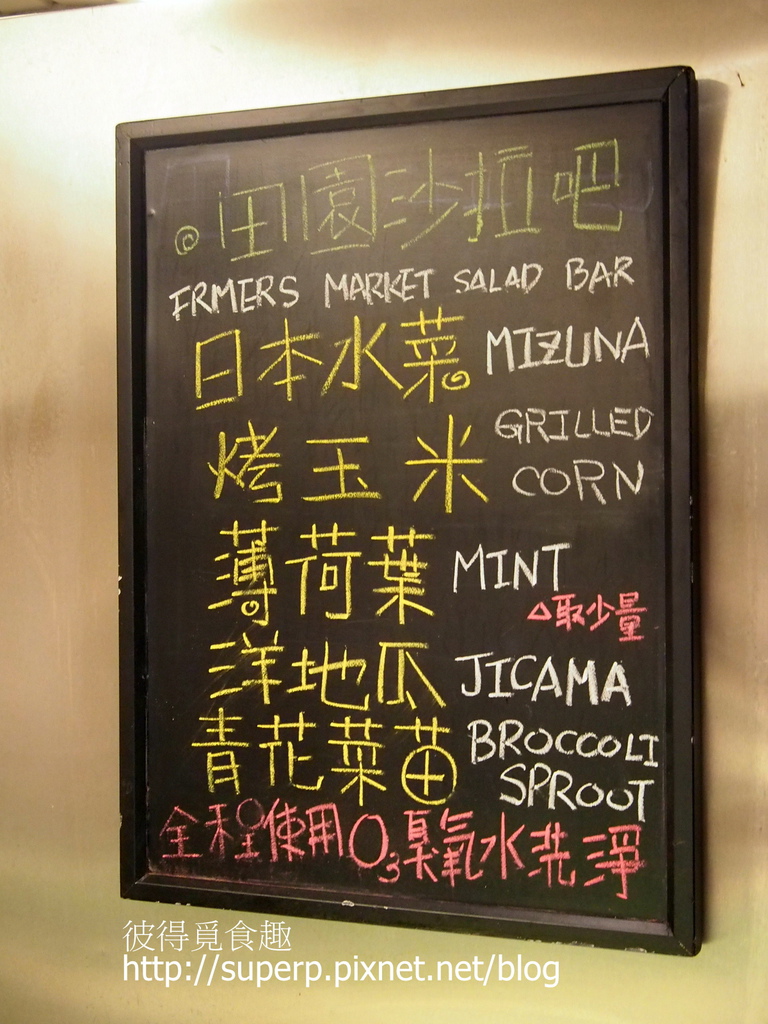 田園沙拉吧
FRMERS MARKET SALAD BAR
日本水菜 MIZUNA
烤玉米 GRILLED CORN
薄荷葉 MINT
△取少量
洋地瓜 JICAMA
青花菜苗 BROCCOLI SPROUT
全程使用O₃臭氧水洗淨
彼得覓食趣
http://superp.pixnet.net/blog